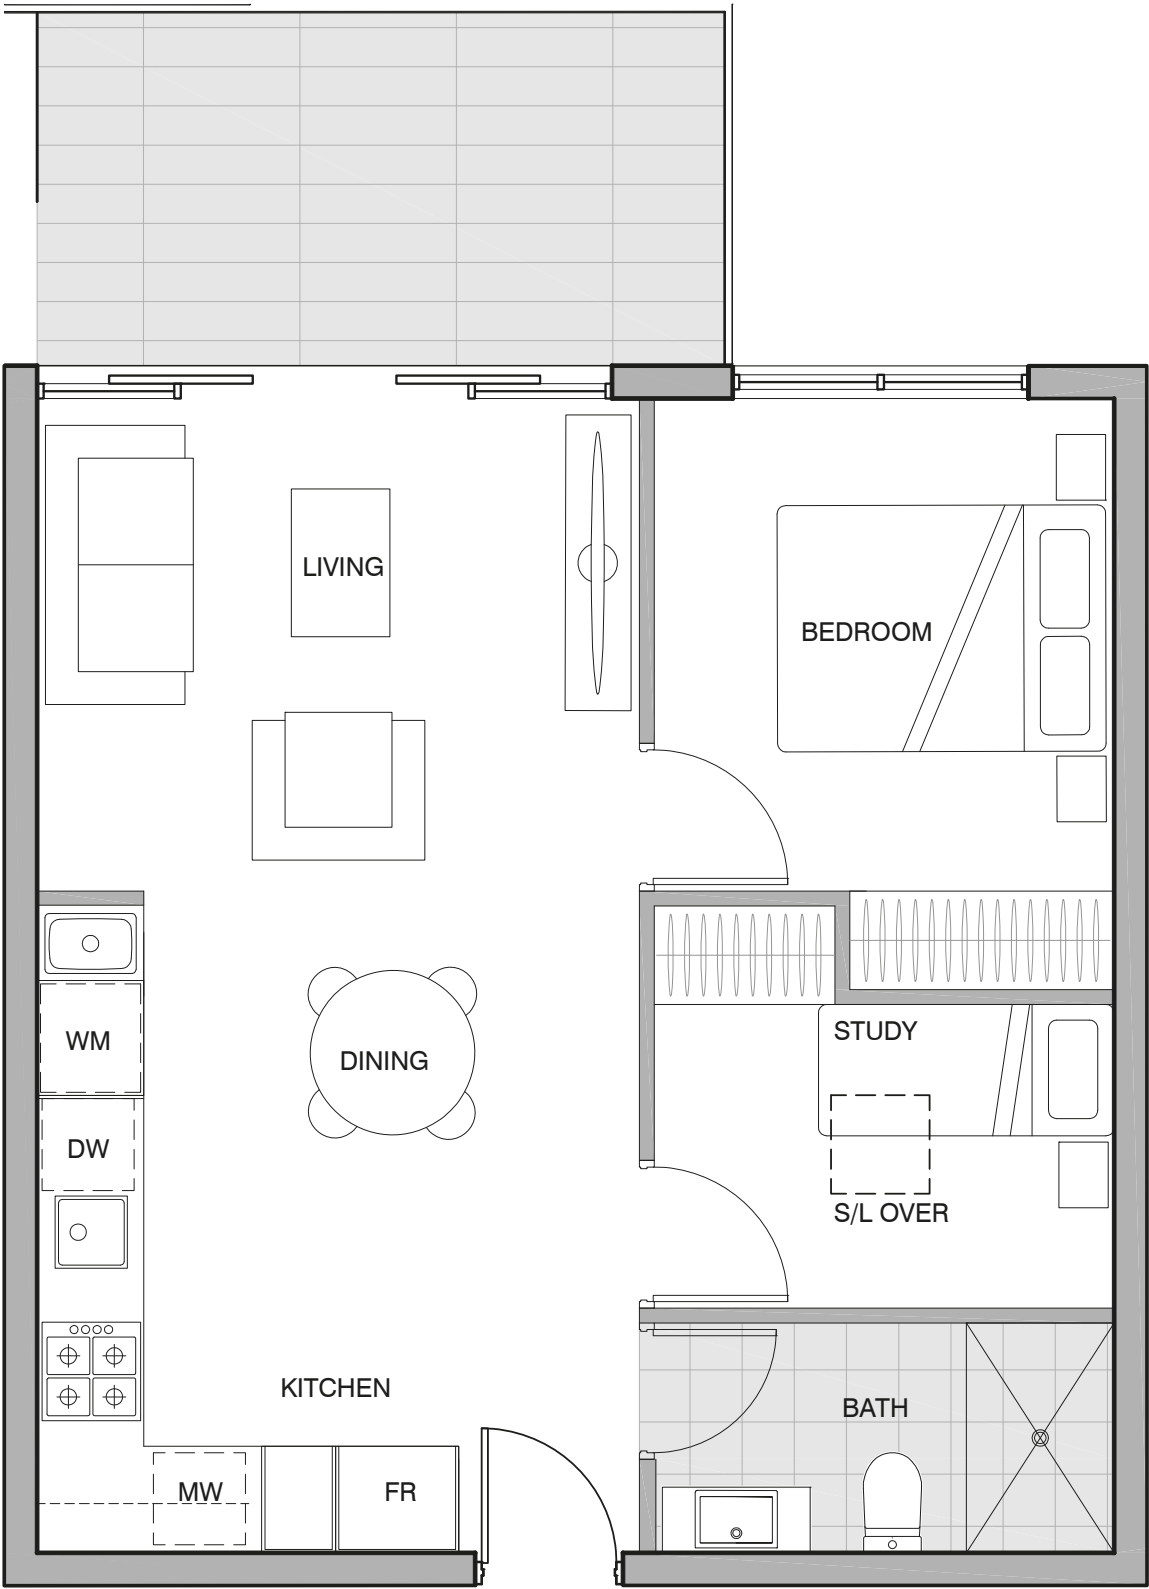 LIVING
BEDROOM
STUDY
WM
DINING
DW
S/L OVER
KITCHEN
BATH
MW
FR